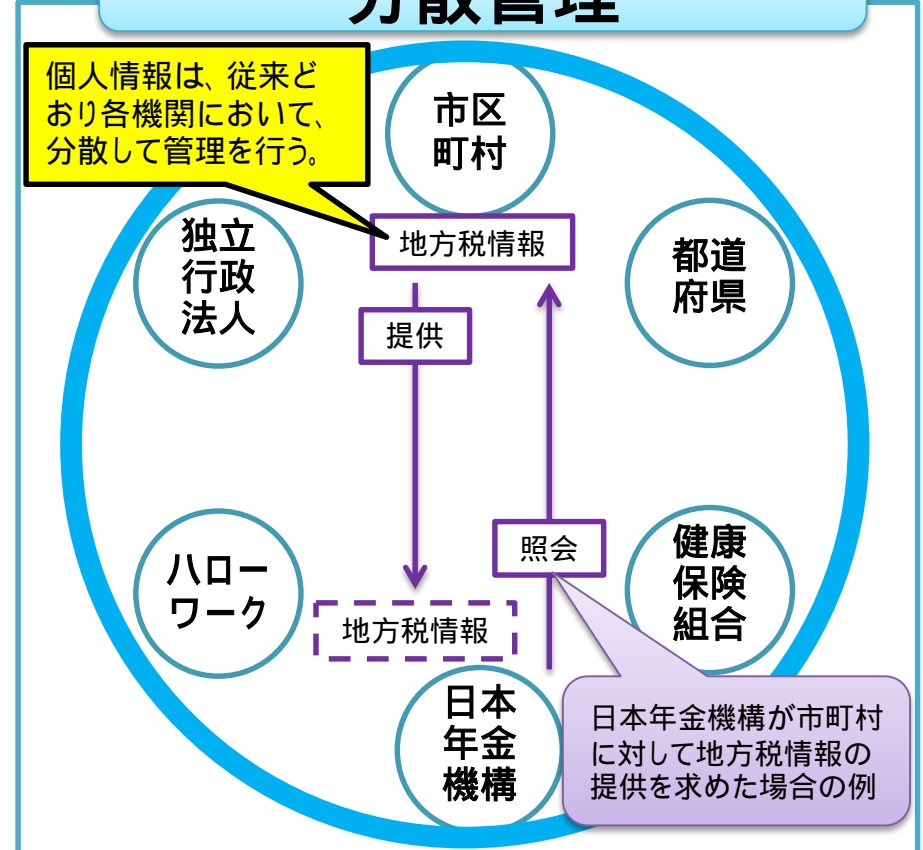 分散管理
個人情報は、従来ど
おり各機関において、
分散して管理を行う。
市区
町村
独立
行政
法人
地方税情報
都道
府県
提供
照会
ハロー
ワーク
健康
保険
組合
地方税情報
日本
年金
機構
日本年金機構が市町村
に対して地方税情報の
提供を求めた場合の例